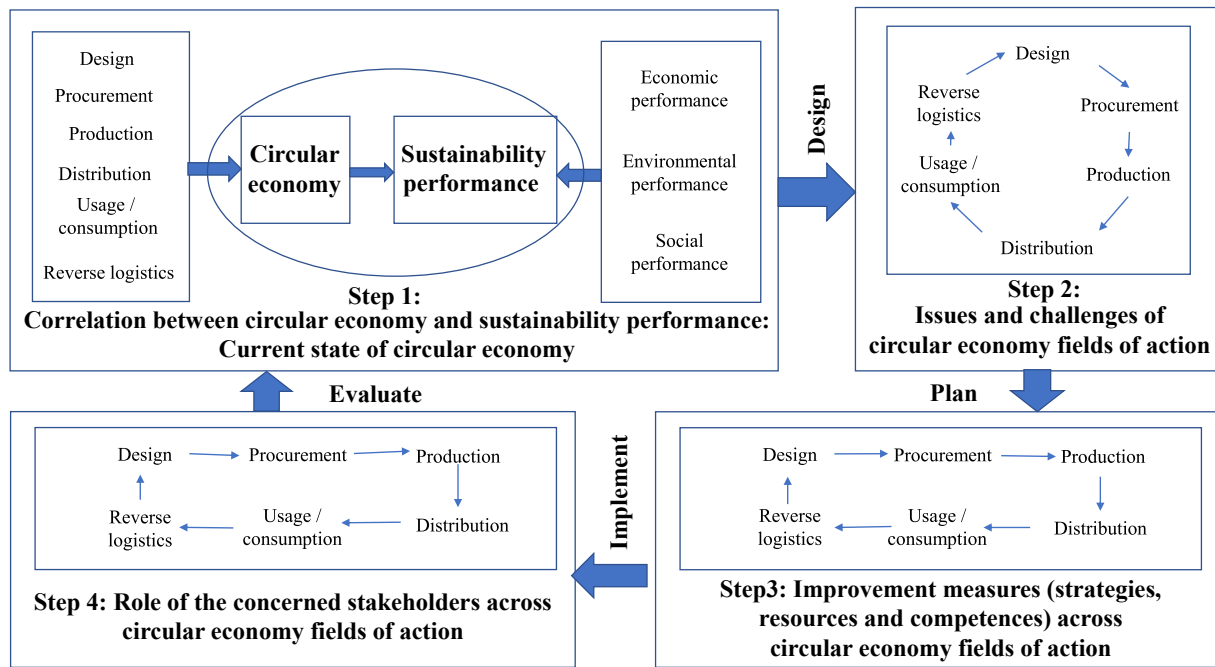 Design
Procurement
Production
Distribution
Usage /
consumption
Reverse logistics
Circular
economy
Sustainability
performance
Economic
performance
Environmental
performance
Social
performance
Step 1:
Correlation between circular economy and sustainability performance:
Current state of circular economy
Design
Design
Procurement
Production
Distribution
Usage /
consumption
Reverse
logistics
Step 2:
Issues and challenges of
circular economy fields of action
Plan
Design
Procurement
Production
Distribution
Usage /
consumption
Reverse
logistics
Step3: Improvement measures (strategies,
resources and competences) across
circular economy fields of action
Implement
Design
Procurement
Production
Distribution
Usage /
consumption
Reverse
logistics
Step 4: Role of the concerned stakeholders across
circular economy fields of action
Evaluate